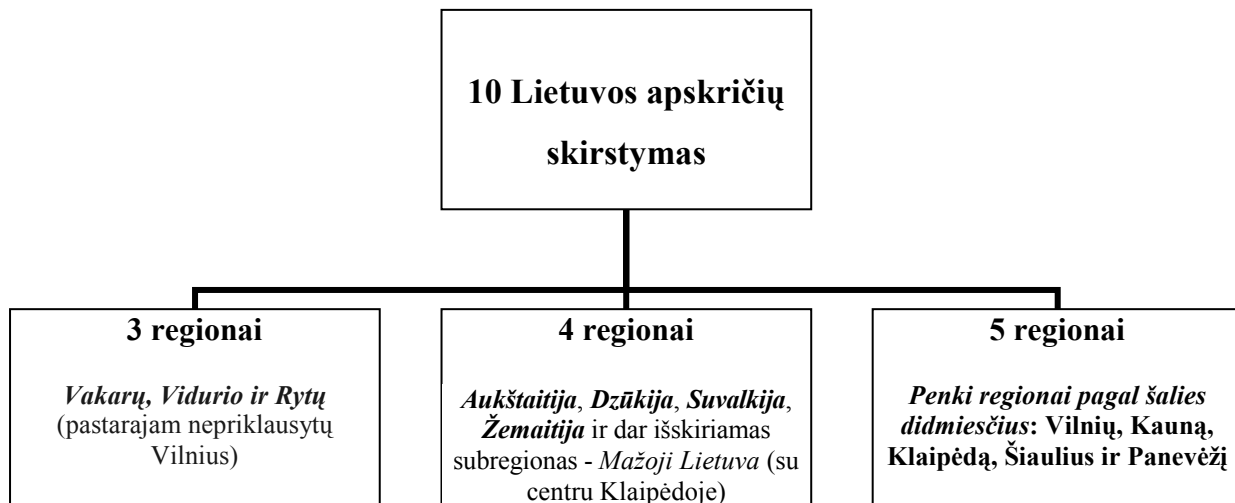 10 Lietuvos apskričių
skirstymas
3 regionai
Vakarų, Vidurio ir Rytų
(pastarajam nepriklausytų
Vilnius)
4 regionai
Aukštaitija, Dzūkija, Suvalkija,
Žemaitija ir dar išskiriamas
subregionas - Mažoji Lietuva (su
centru Klaipėdoje)
5 regionai
Penki regionai pagal šalies
didmiesčius: Vilnių, Kauną,
Klaipėdą, Šiaulius ir Panevėžį